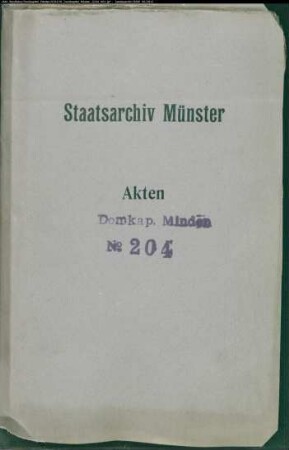 Staatsarchiv Münster
Akten
Domkap. Minden
№ 204